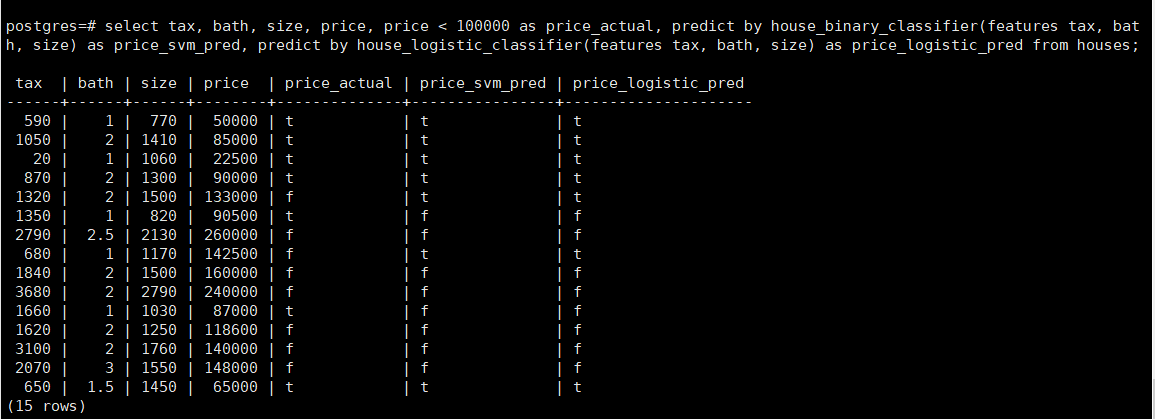 postgres=# select tax, bath, size, price, price < 100000 as price_actual, predict by house_binary_classifier(features tax, bat
h, size) as price_svm_pred, predict by house_logistic_classifier(features tax, bath, size) as price_logistic_pred from houses;
 tax  | bath | size | price  | price_actual | price_svm_pred | price_logistic_pred
------+------+------+--------+--------------+----------------+---------------------
  590 |    1 |  770 |  50000 | t            | t              | t
 1050 |    2 | 1410 |  85000 | t            | t              | t
   20 |    1 | 1060 |  22500 | t            | t              | t
  870 |    2 | 1300 |  90000 | t            | t              | t
 1320 |    2 | 1500 | 133000 | f            | t              | t
 1350 |    1 |  820 |  90500 | t            | f              | f
 2790 |  2.5 | 2130 | 260000 | f            | f              | f
  680 |    1 | 1170 | 142500 | f            | t              | t
 1840 |    2 | 1500 | 160000 | f            | f              | f
 3680 |    2 | 2790 | 240000 | f            | f              | f
 1660 |    1 | 1030 |  87000 | t            | f              | f
 1620 |    2 | 1250 | 118600 | f            | f              | f
 3100 |    2 | 1760 | 140000 | f            | f              | f
 2070 |    3 | 1550 | 148000 | f            | f              | f
  650 |  1.5 | 1450 |  65000 | t            | t              | t
(15 rows)